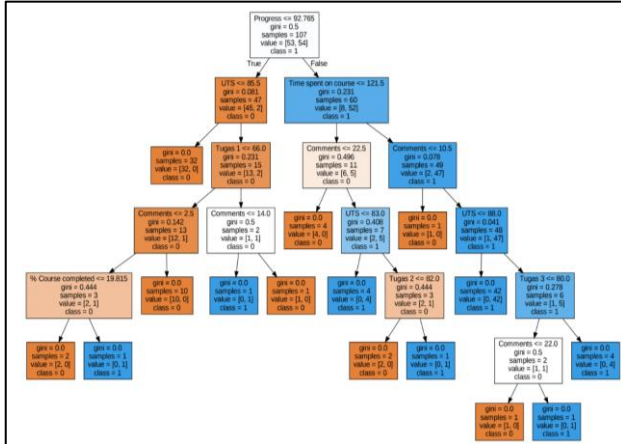 Progress <= 92.765
gini = 0.5
samples = 107
value = [53, 54]
class = 1
True
False
UTS <= 85.5
gini = 0.081
samples = 47
value = [45, 2]
class = 0
Time spent on course <= 121.5
gini = 0.231
samples = 60
value = [8, 52]
class = 1
gini = 0.0
samples = 32
value = [32, 0]
class = 0
Tugas 1 <= 66.0
gini = 0.231
samples = 15
value = [13, 2]
class = 0
Comments <= 22.5
gini = 0.496
samples = 11
value = [6, 5]
class = 0
Comments <= 10.5
gini = 0.078
samples = 49
value = [2, 47]
class = 1
Comments <= 2.5
gini = 0.142
samples = 13
value = [12, 1]
class = 0
Comments <= 14.0
gini = 0.5
samples = 2
value = [1, 1]
class = 0
gini = 0.0
samples = 4
value = [4, 0]
class = 0
UTS <= 83.0
gini = 0.408
samples = 7
value = [2, 5]
class = 1
gini = 0.0
samples = 1
value = [1, 0]
class = 0
UTS <= 88.0
gini = 0.041
samples = 48
value = [1, 47]
class = 1
% Course completed <= 19.815
gini = 0.444
samples = 3
value = [2, 1]
class = 0
gini = 0.0
samples = 10
value = [10, 0]
class = 0
gini = 0.0
samples = 1
value = [0, 1]
class = 1
gini = 0.0
samples = 1
value = [1, 0]
class = 0
gini = 0.0
samples = 4
value = [0, 4]
class = 1
Tugas 2 <= 82.0
gini = 0.444
samples = 3
value = [2, 1]
class = 0
gini = 0.0
samples = 42
value = [0, 42]
class = 1
Tugas 3 <= 80.0
gini = 0.278
samples = 6
value = [1, 5]
class = 1
gini = 0.0
samples = 2
value = [2, 0]
class = 0
gini = 0.0
samples = 1
value = [0, 1]
class = 1
gini = 0.0
samples = 2
value = [2, 0]
class = 0
gini = 0.0
samples = 1
value = [0, 1]
class = 1
Comments <= 22.0
gini = 0.5
samples = 2
value = [1, 1]
class = 0
gini = 0.0
samples = 4
value = [0, 4]
class = 1
gini = 0.0
samples = 1
value = [1, 0]
class = 0
gini = 0.0
samples = 1
value = [0, 1]
class = 1